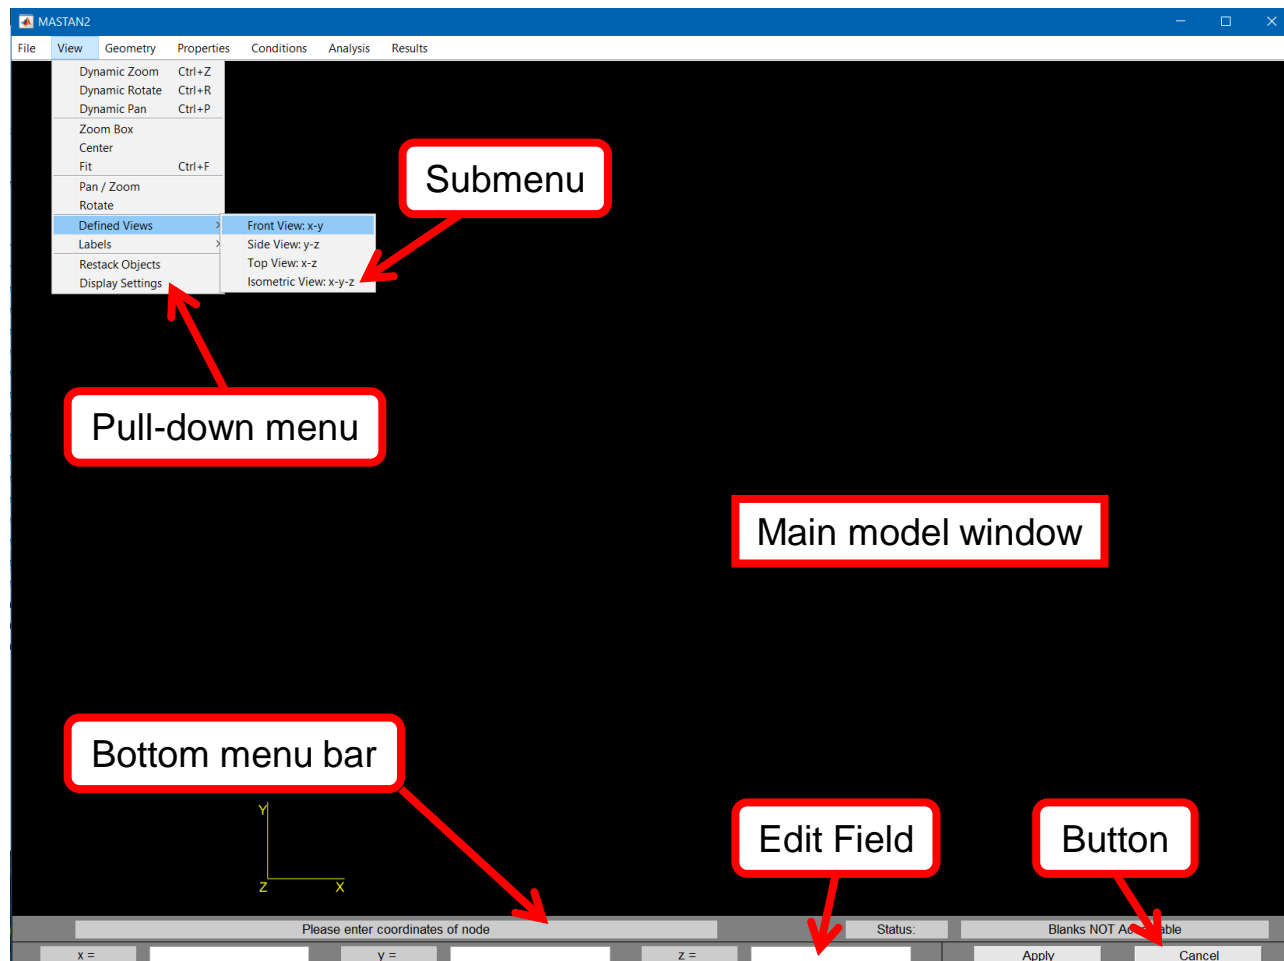 MASTAN2
File View Geometry Properties Conditions Analysis Results
Dynamic Zoom Ctrl+Z
Dynamic Rotate Ctrl+R
Dynamic Pan Ctrl+P
Zoom Box
Center
Fit Ctrl+F
Pan / Zoom
Rotate
Defined Views >
Labels >
Restack Objects
Display Settings
Front View: x-y
Side View: y-z
Top View: x-z
Isometric View: x-y-z
Submenu
Pull-down menu
Main model window
Bottom menu bar
Edit Field
Button
Y
Z X
Please enter coordinates of node Status: Blanks NOT Acceptable
x = y = z = Apply Cancel